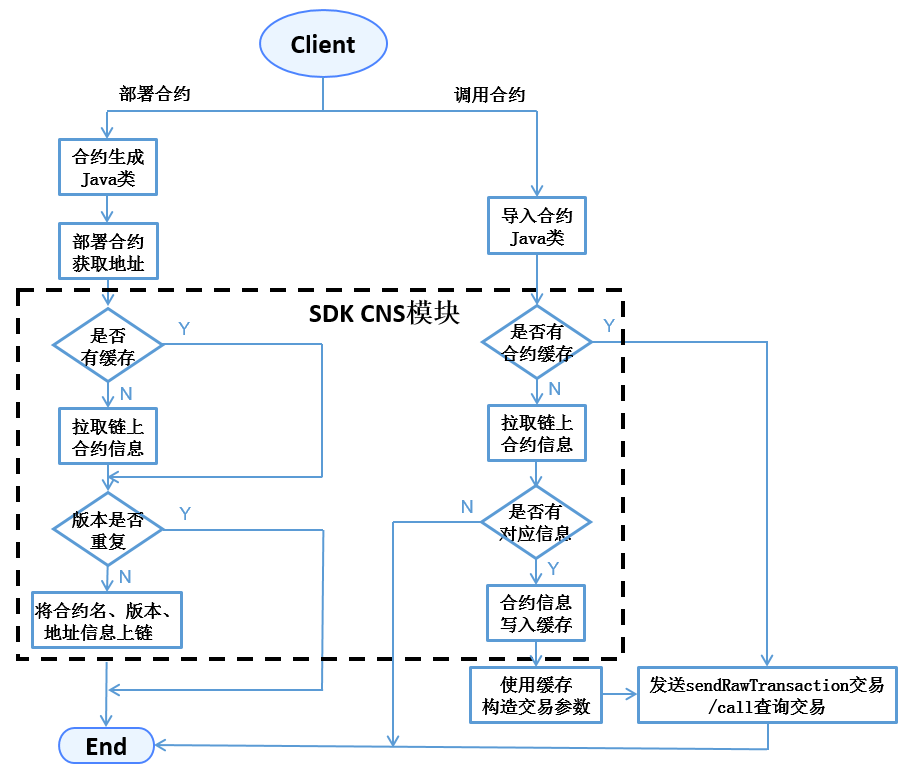 Client
部署合约
调用合约
合约生成
Java类
导入合约
Java类
部署合约
获取地址
SDK CNS模块
是否
有缓存
Y
N
是否有
合约缓存
Y
N
拉取链上
合约信息
拉取链上
合约信息
版本是否
重复
Y
N
是否有
对应信息
N
Y
将合约名、版本、
地址信息上链
合约信息
写入缓存
使用缓存
构造交易参数
发送sendRawTransaction交易
/call查询交易
End